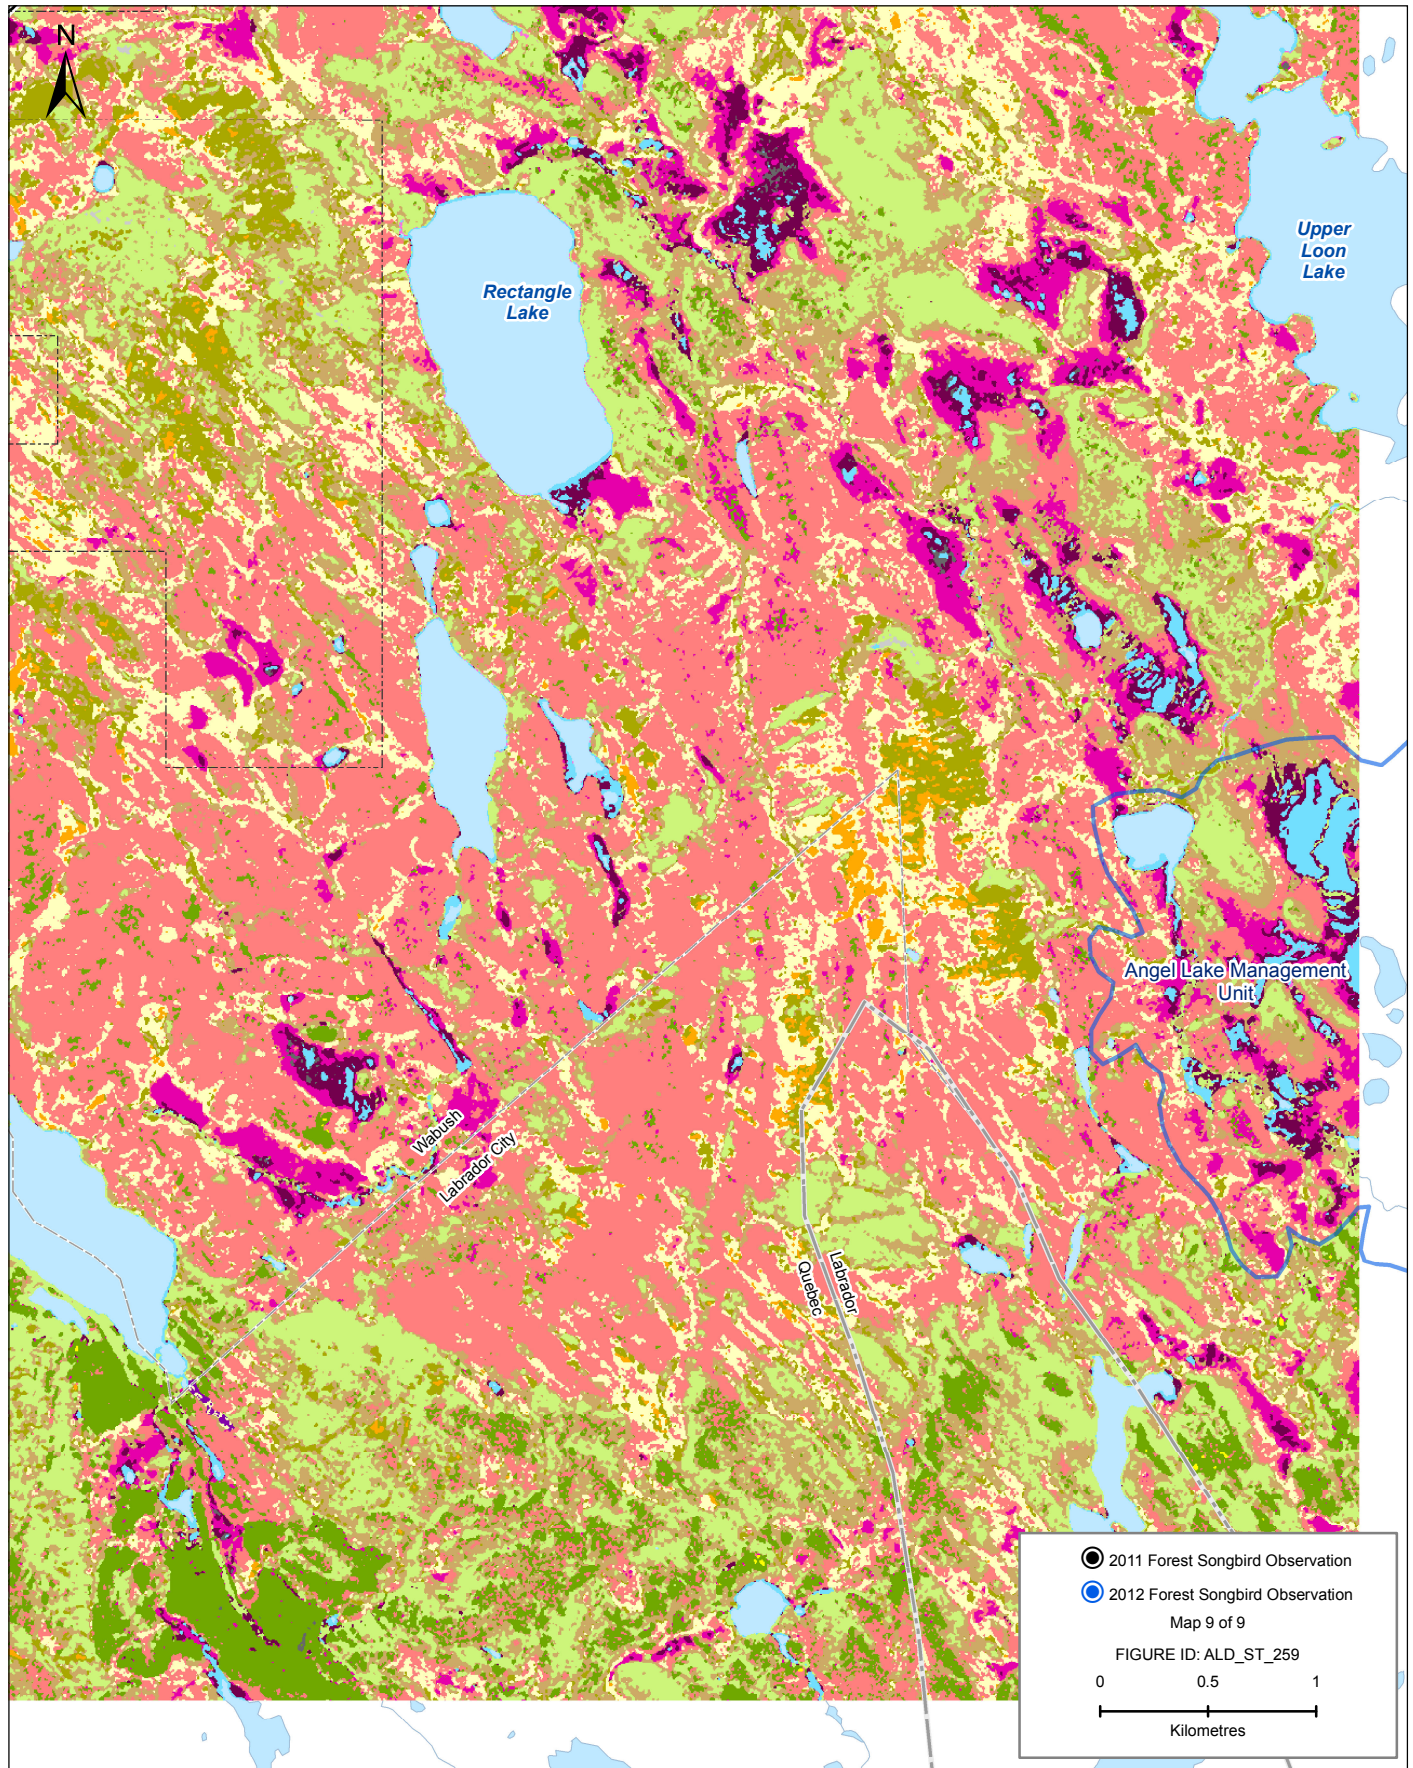 N
Upper
Loon
Lake
Rectangle
Lake
Angel Lake Management
Unit
Wabush
Labrador City
Labrador
Quebec
2011 Forest Songbird Observation
2012 Forest Songbird Observation
Map 9 of 9
FIGURE ID: ALD_ST_259
0 0.5 1
Kilometres